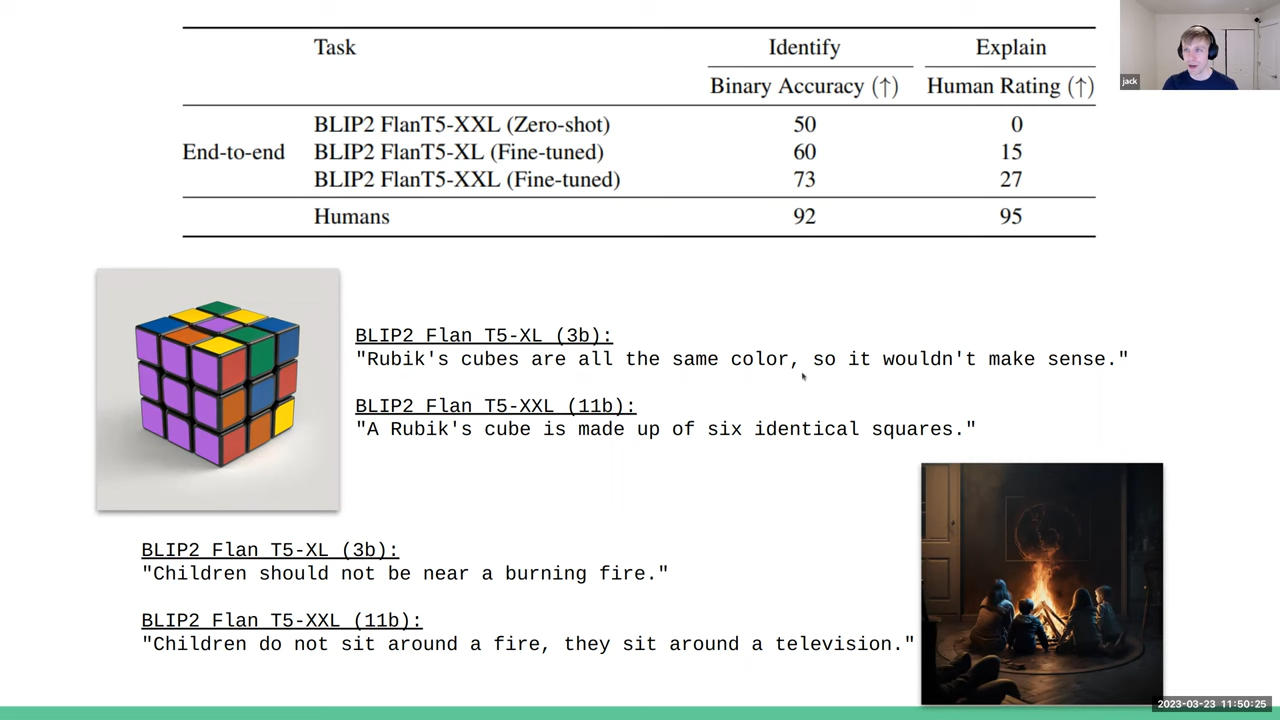 Task Identify Explain
Binary Accuracy (↑) Human Rating (↑)
BLIP2 FlanT5-XXL (Zero-shot) 50 0
End-to-end BLIP2 FlanT5-XL (Fine-tuned) 60 15
BLIP2 FlanT5-XXL (Fine-tuned) 73 27
Humans 92 95
jack
BLIP2 Flan T5-XL (3b):
"Rubik's cubes are all the same color, so it wouldn't make sense."
BLIP2 Flan T5-XXL (11b):
"A Rubik's cube is made up of six identical squares."
BLIP2 Flan T5-XL (3b):
"Children should not be near a burning fire."
BLIP2 Flan T5-XXL (11b):
"Children do not sit around a fire, they sit around a television."
2023-03-23 11:50:25